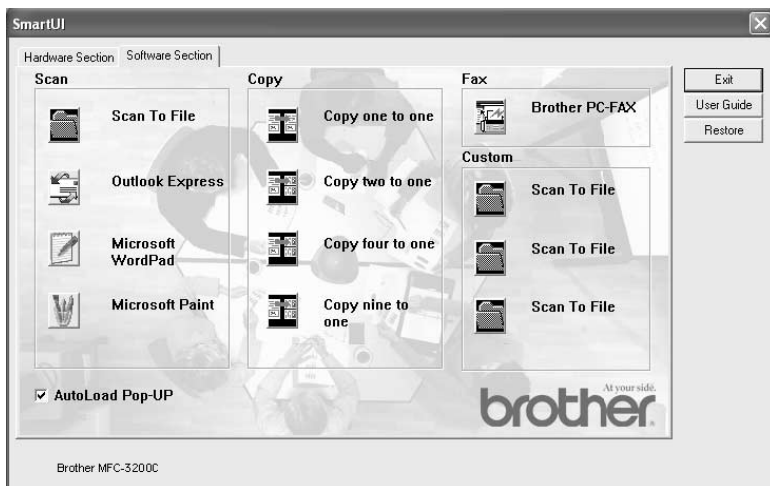 SmartUI
Hardware Section
Software Section
Scan
Scan To File
Outlook Express
Microsoft
WordPad
Microsoft Paint
Copy
Copy one to one
Copy two to one
Copy four to one
Copy nine to
one
Fax
Brother PC-FAX
Custom
Scan To File
Scan To File
Scan To File
Exit
User Guide
Restore
AutoLoad Pop-UP
At your side.
brother
Brother MFC-3200C